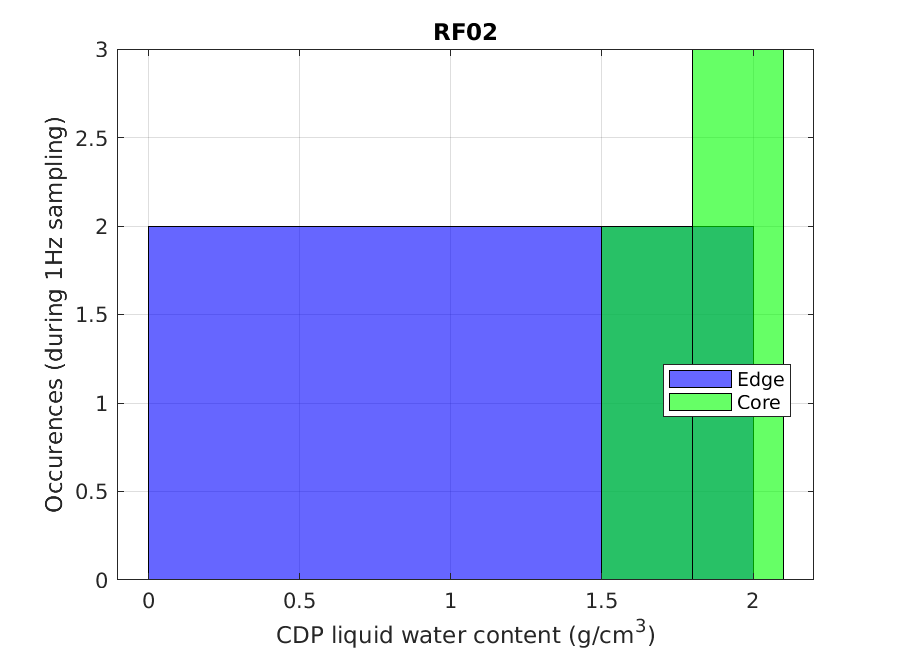 RF02
3
2.5
2
1.5
1
0.5
0
Occurences (during 1Hz sampling)
Edge
Core
0 0.5 1 1.5 2
CDP liquid water content (g/cm³)